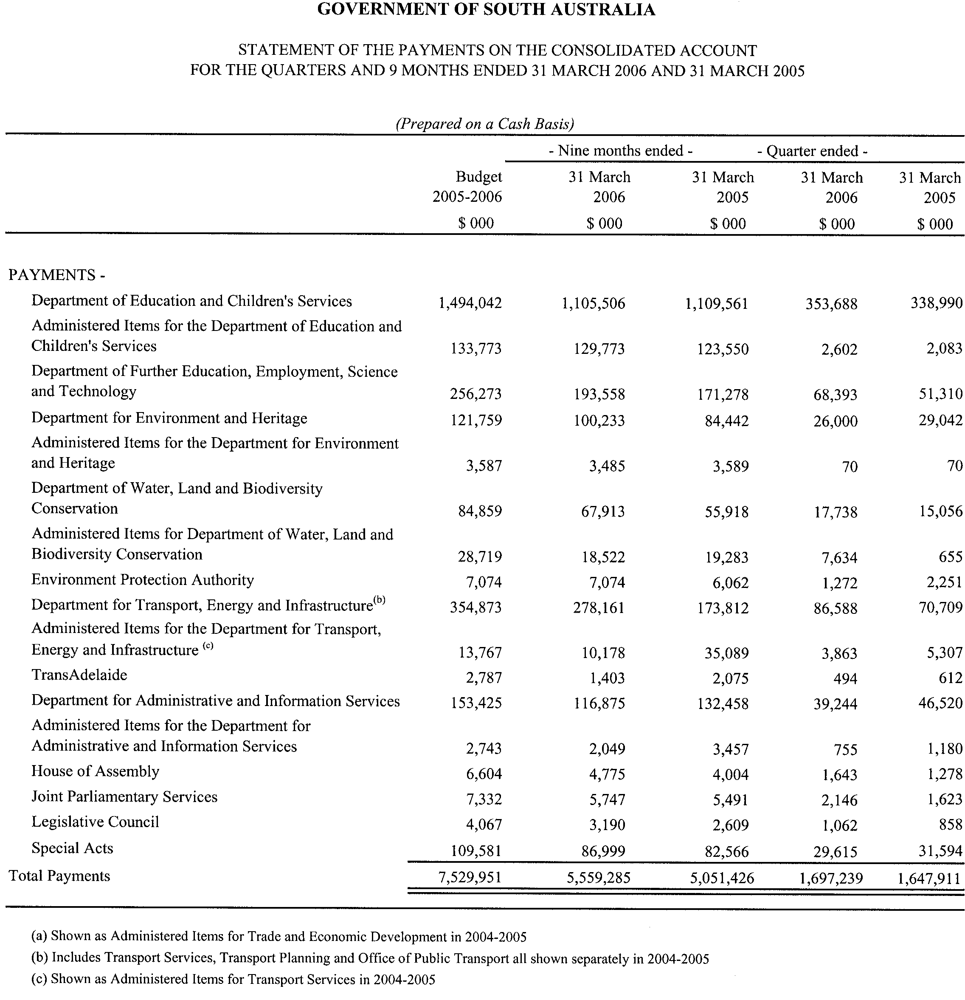 GOVERNMENT OF SOUTH AUSTRALIA
STATEMENT OF THE PAYMENTS ON THE CONSOLIDATED ACCOUNT
FOR THE QUARTERS AND 9 MONTHS ENDED 31 MARCH 2006 AND 31 MARCH 2005
(Prepared on a Cash Basis)
- Nine months ended - - Quarter ended -
Budget 31 March 31 March 31 March 31 March
2005-2006 2006 2005 2006 2005
$ 000 $ 000 $ 000 $ 000 $ 000
PAYMENTS -
Department of Education and Children's Services 1,494,042 1,105,506 1,109,561 353,688 338,990
Administered Items for the Department of Education and
Children's Services 133,773 129,773 123,550 2,602 2,083
Department of Further Education, Employment, Science
and Technology 256,273 193,558 171,278 68,393 51,310
Department for Environment and Heritage 121,759 100,233 84,442 26,000 29,042
Administered Items for the Department for Environment
and Heritage 3,587 3,485 3,589 70 70
Department of Water, Land and Biodiversity
Conservation 84,859 67,913 55,918 17,738 15,056
Administered Items for Department of Water, Land and
Biodiversity Conservation 28,719 18,522 19,283 7,634 655
Environment Protection Authority 7,074 7,074 6,062 1,272 2,251
Department for Transport, Energy and Infrastructure(b) 354,873 278,161 173,812 86,588 70,709
Administered Items for the Department for Transport,
Energy and Infrastructure (c) 13,767 10,178 35,089 3,863 5,307
TransAdelaide 2,787 1,403 2,075 494 612
Department for Administrative and Information Services 153,425 116,875 132,458 39,244 46,520
Administered Items for the Department for
Administrative and Information Services 2,743 2,049 3,457 755 1,180
House of Assembly 6,604 4,775 4,004 1,643 1,278
Joint Parliamentary Services 7,332 5,747 5,491 2,146 1,623
Legislative Council 4,067 3,190 2,609 1,062 858
Special Acts 109,581 86,999 82,566 29,615 31,594
Total Payments 7,529,951 5,559,285 5,051,426 1,697,239 1,647,911
(a) Shown as Administered Items for Trade and Economic Development in 2004-2005
(b) Includes Transport Services, Transport Planning and Office of Public Transport all shown separately in 2004-2005
(c) Shown as Administered Items for Transport Services in 2004-2005